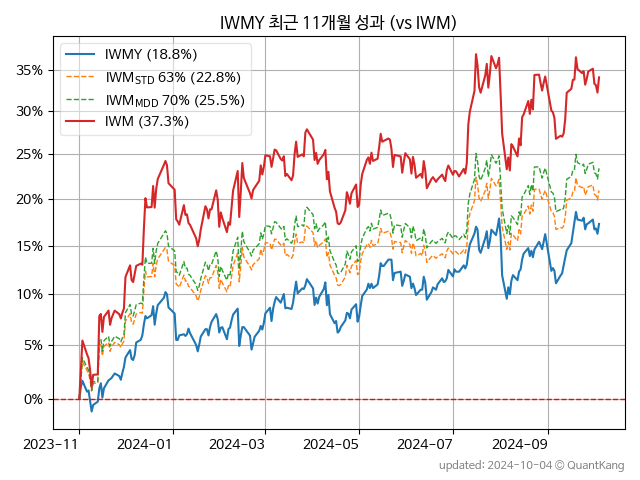 IWMY 최근 11개월 성과 (vs IWM)
IWMY (18.8%)
IWM_STD 63% (22.8%)
IWM_MDD 70% (25.5%)
IWM (37.3%)
35%
30%
25%
20%
15%
10%
5%
0%
2023-11 2024-01 2024-03 2024-05 2024-07 2024-09
updated: 2024-10-04 © QuantKang